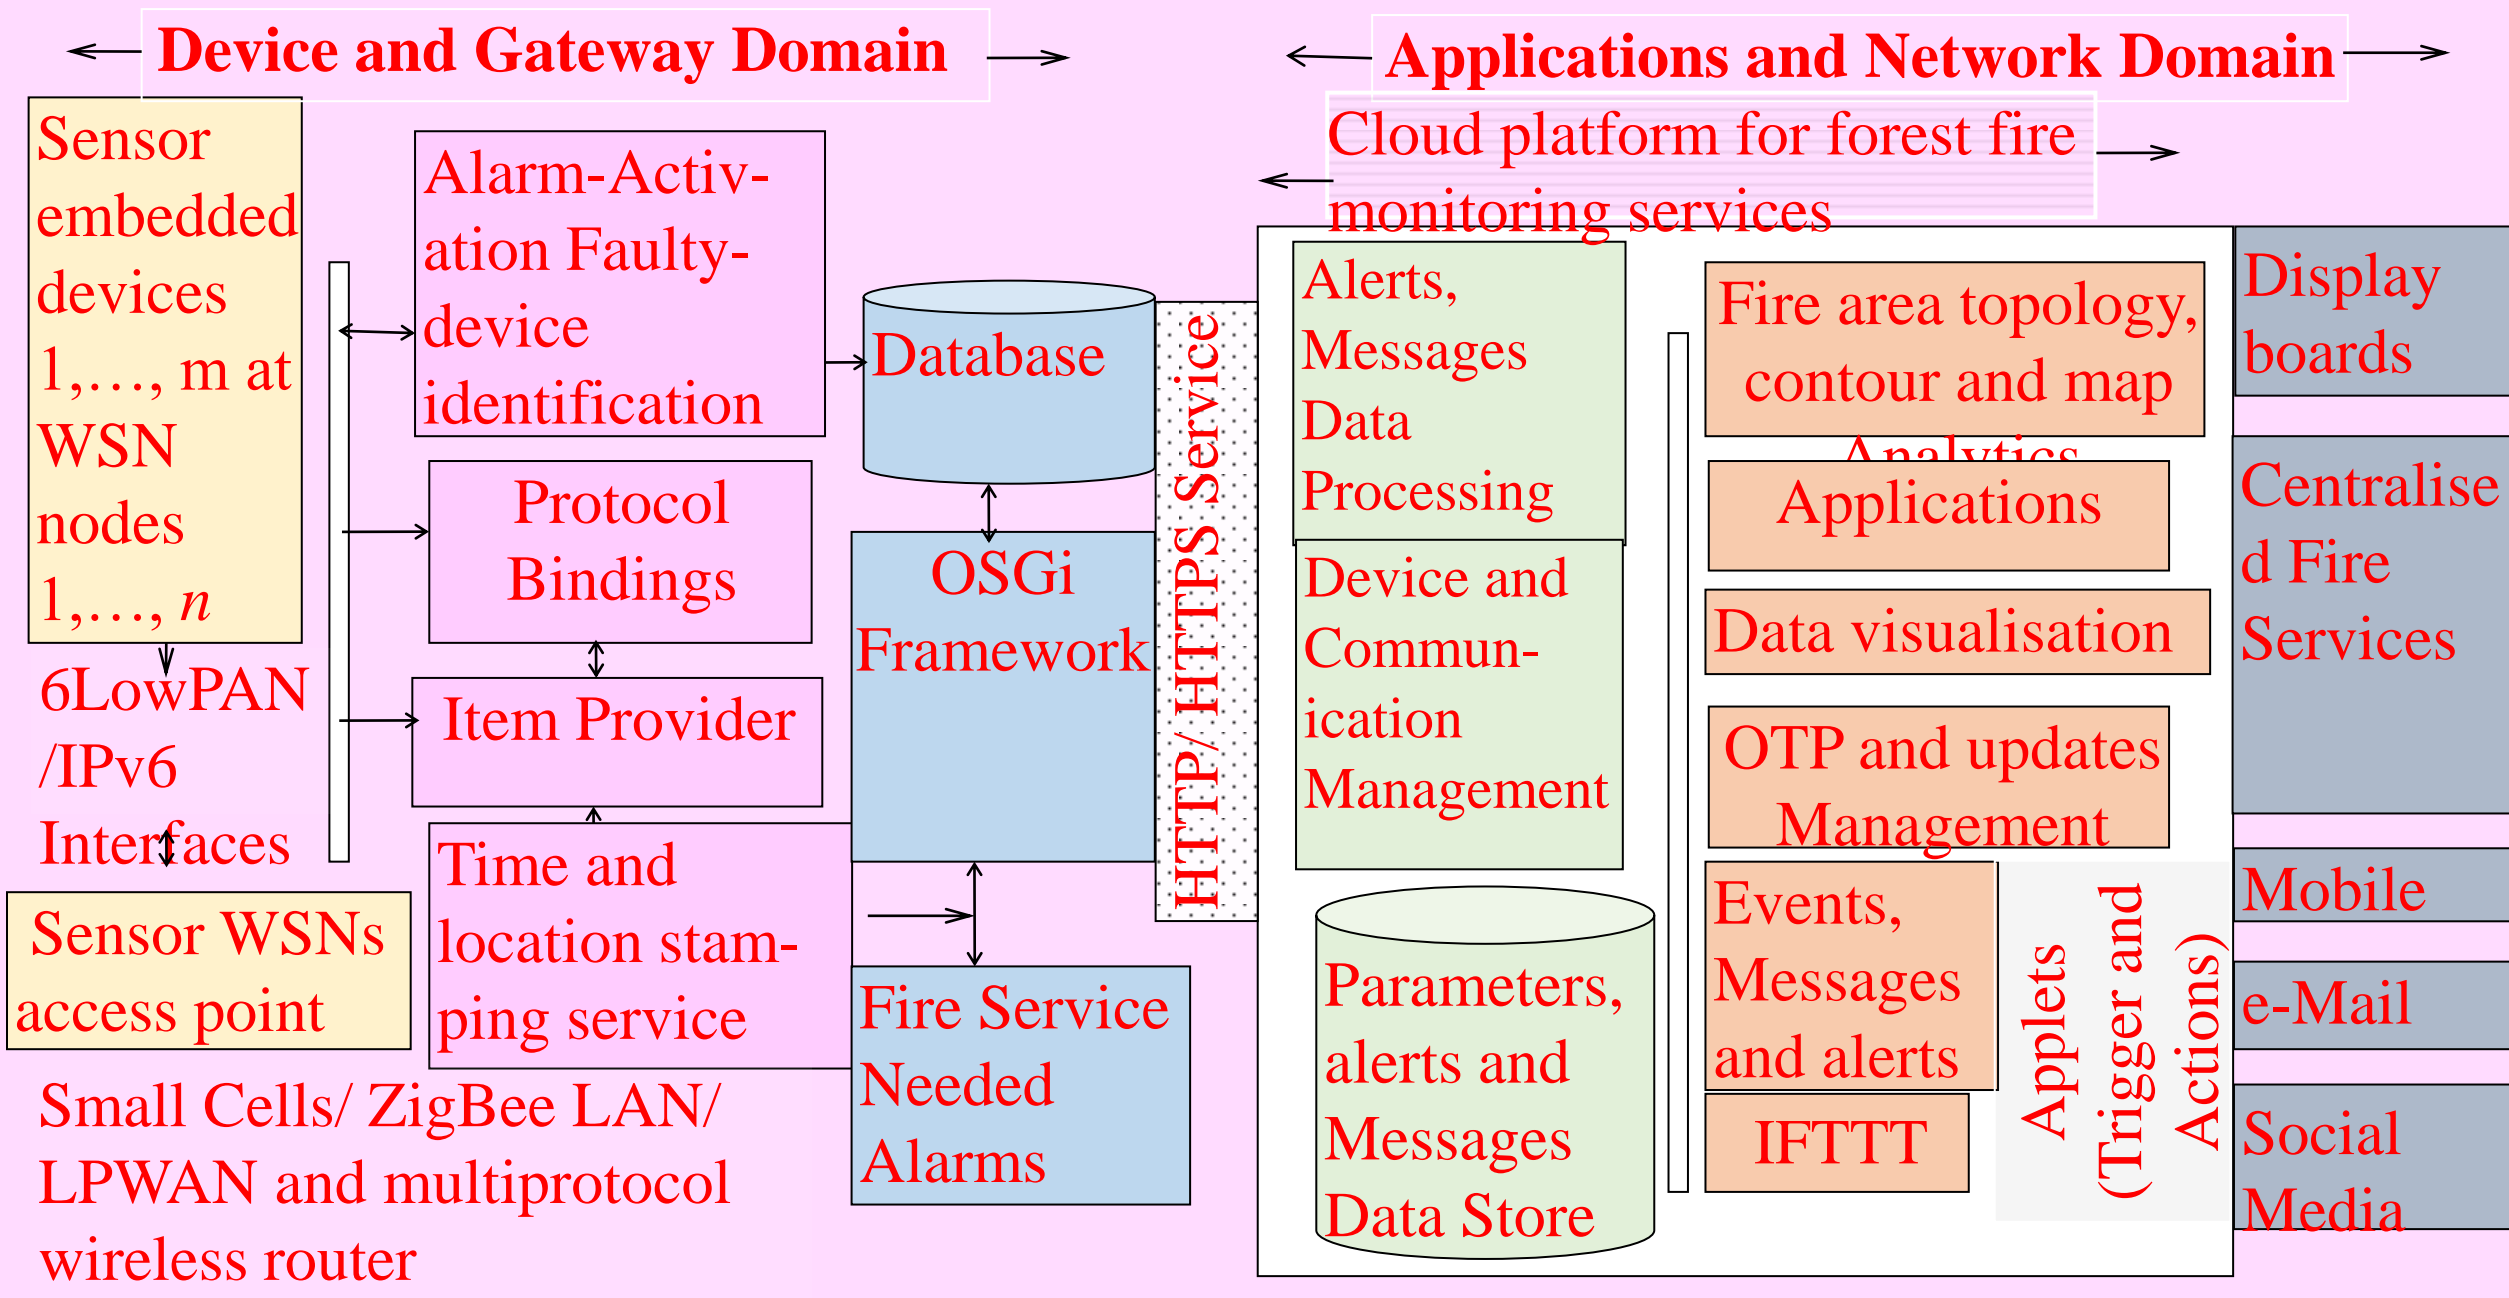 Device and Gateway Domain
Applications and Network Domain
Sensor
embedded
devices
1,…, m at
WSN
nodes
1,…, n
6LowPAN
/IPv6
Interfaces
Sensor WSNs
access point
Small Cells/ ZigBee LAN/
LPWAN and multiprotocol
wireless router
Alarm-Activ-
ation Faulty-
device
identification
Protocol
Bindings
Item Provider
Time and
location stam-
ping service
Database
OSGi
Framework
Fire Service
Needed
Alarms
HTTP/ HTTPS Service
Cloud platform for forest fire
monitoring services
Alerts,
Messages
Data
Processing
Device and
Commun-
ication
Management
Parameters,
alerts and
Messages
Data Store
Fire area topology,
contour and map
Analytics
Applications
Data visualisation
OTP and updates
Management
Events,
Messages
and alerts
IFTTT
Applets
(Trigger and
Actions)
Display
boards
Centralise
d Fire
Services
Mobile
e-Mail
Social
Media